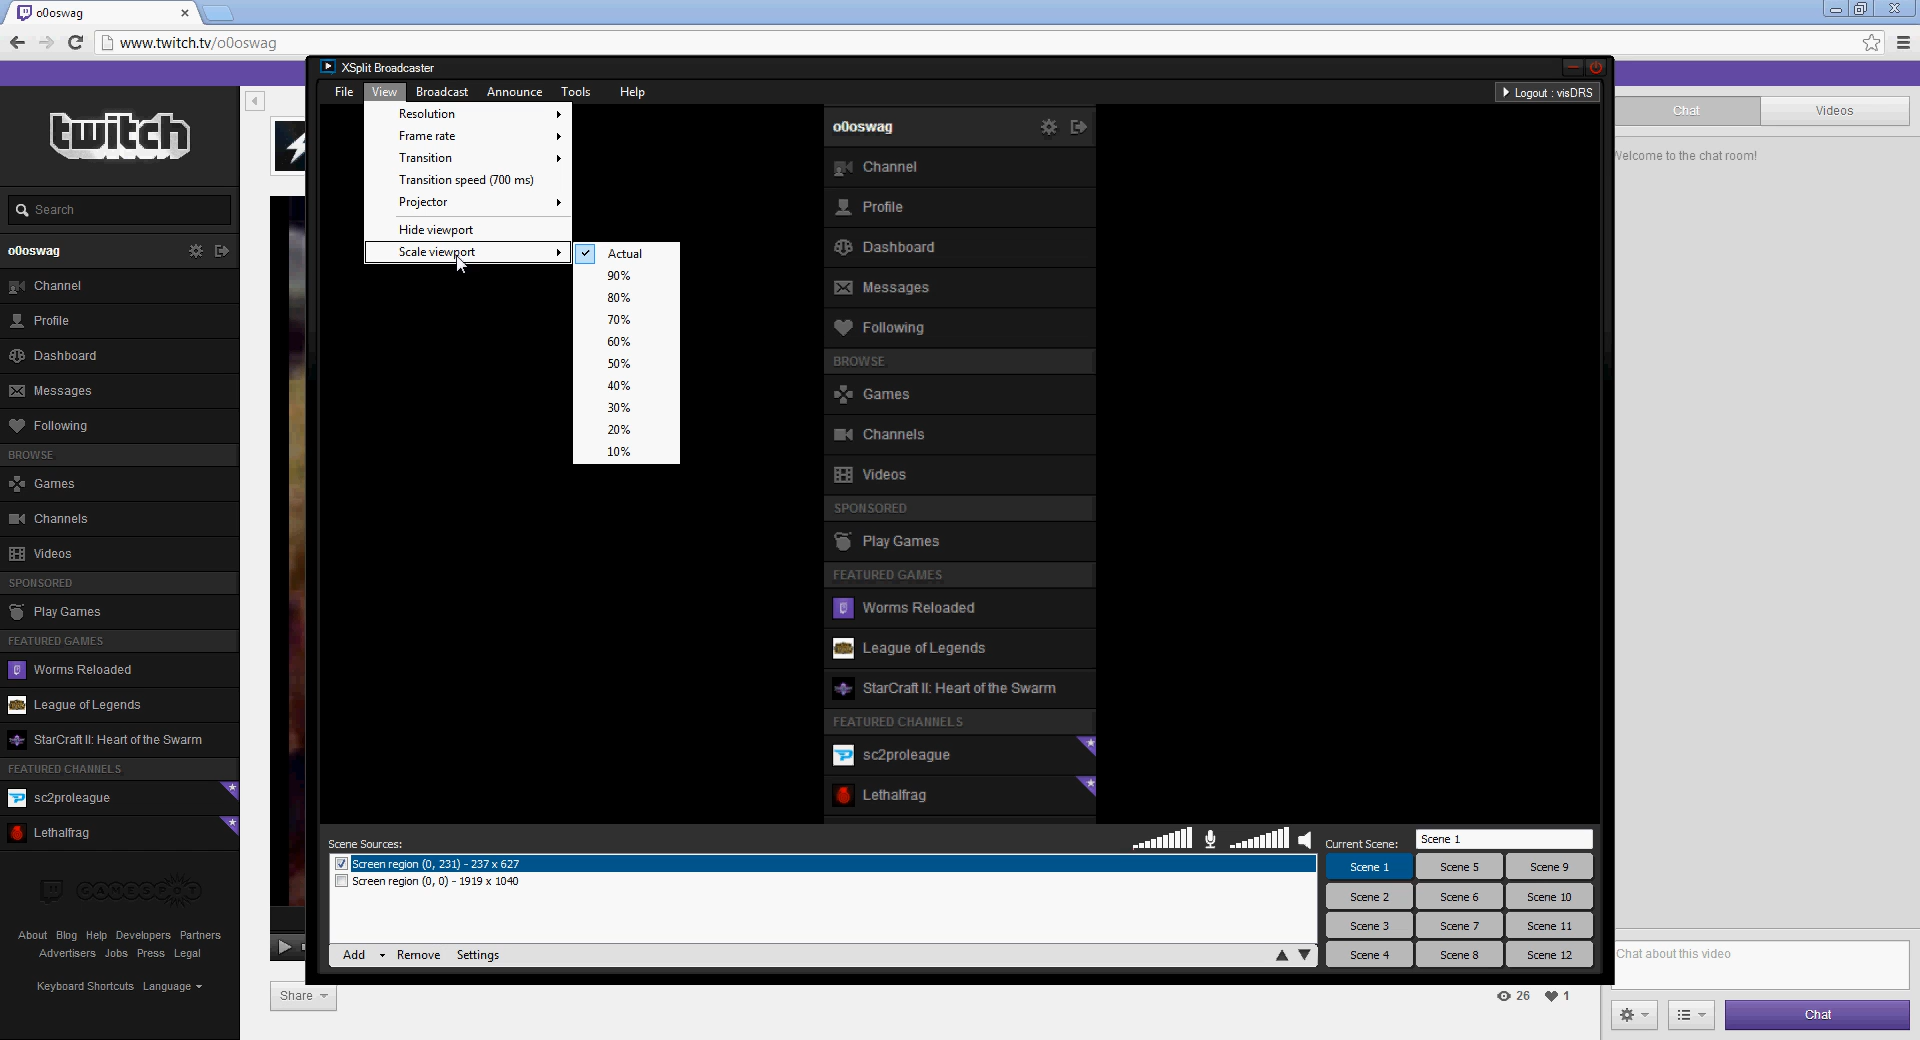 o0oswag
www.twitch.tv/o0oswag
XSplit Broadcaster
File View Broadcast Announce Tools Help
Logout : visDRS
Resolution
Frame rate
Transition
Transition speed (700 ms)
Projector
Hide viewport
Scale viewport
Actual
90%
80%
70%
60%
50%
40%
30%
20%
10%
twitch
Search
o0oswag
Channel
Profile
Dashboard
Messages
Following
BROWSE
Games
Channels
Videos
SPONSORED
Play Games
FEATURED GAMES
Worms Reloaded
League of Legends
StarCraft II: Heart of the Swarm
FEATURED CHANNELS
sc2proleague
Lethalfrag
GAMESPOT
About Blog Help Developers Partners
Advertisers Jobs Press Legal
Keyboard Shortcuts Language
o0oswag
Channel
Profile
Dashboard
Messages
Following
BROWSE
Games
Channels
Videos
SPONSORED
Play Games
FEATURED GAMES
Worms Reloaded
League of Legends
StarCraft II: Heart of the Swarm
FEATURED CHANNELS
sc2proleague
Lethalfrag
Scene Sources:
Screen region (0, 231) - 237 x 627
Screen region (0, 0) - 1919 x 1040
Add Remove Settings
Current Scene: Scene 1
Scene 1 Scene 5 Scene 9
Scene 2 Scene 6 Scene 10
Scene 3 Scene 7 Scene 11
Scene 4 Scene 8 Scene 12
Share
26 1
Chat Videos
Welcome to the chat room!
Chat about this video
Chat